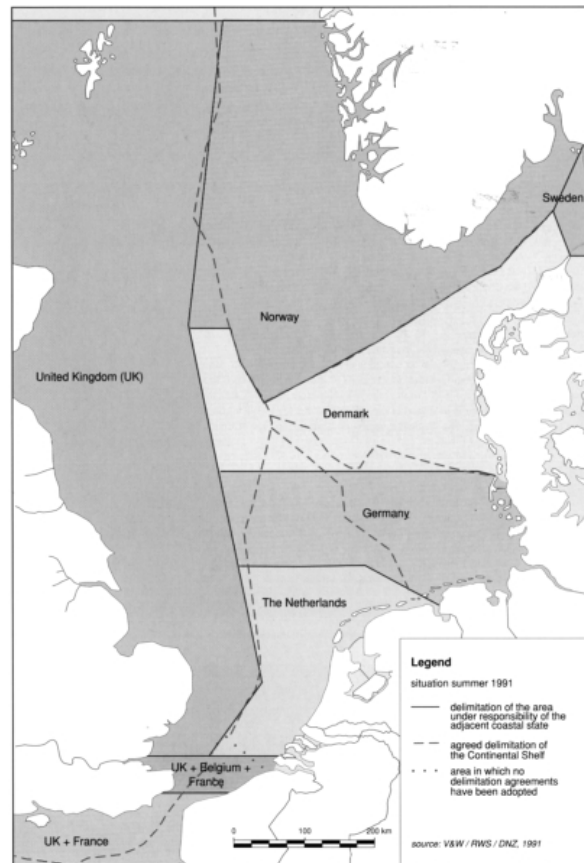 Sweden
Norway
United Kingdom (UK)
Denmark
Germany
The Netherlands
UK + Belgium +
France
UK + France
Legend
situation summer 1991
delimitation of the area
under responsibility of the
adjacent coastal state
agreed delimitation of
the Continental Shelf
area in which no
delimitation agreements
have been adopted
0 100 200 km
source: V&W / RWS / DNZ, 1991